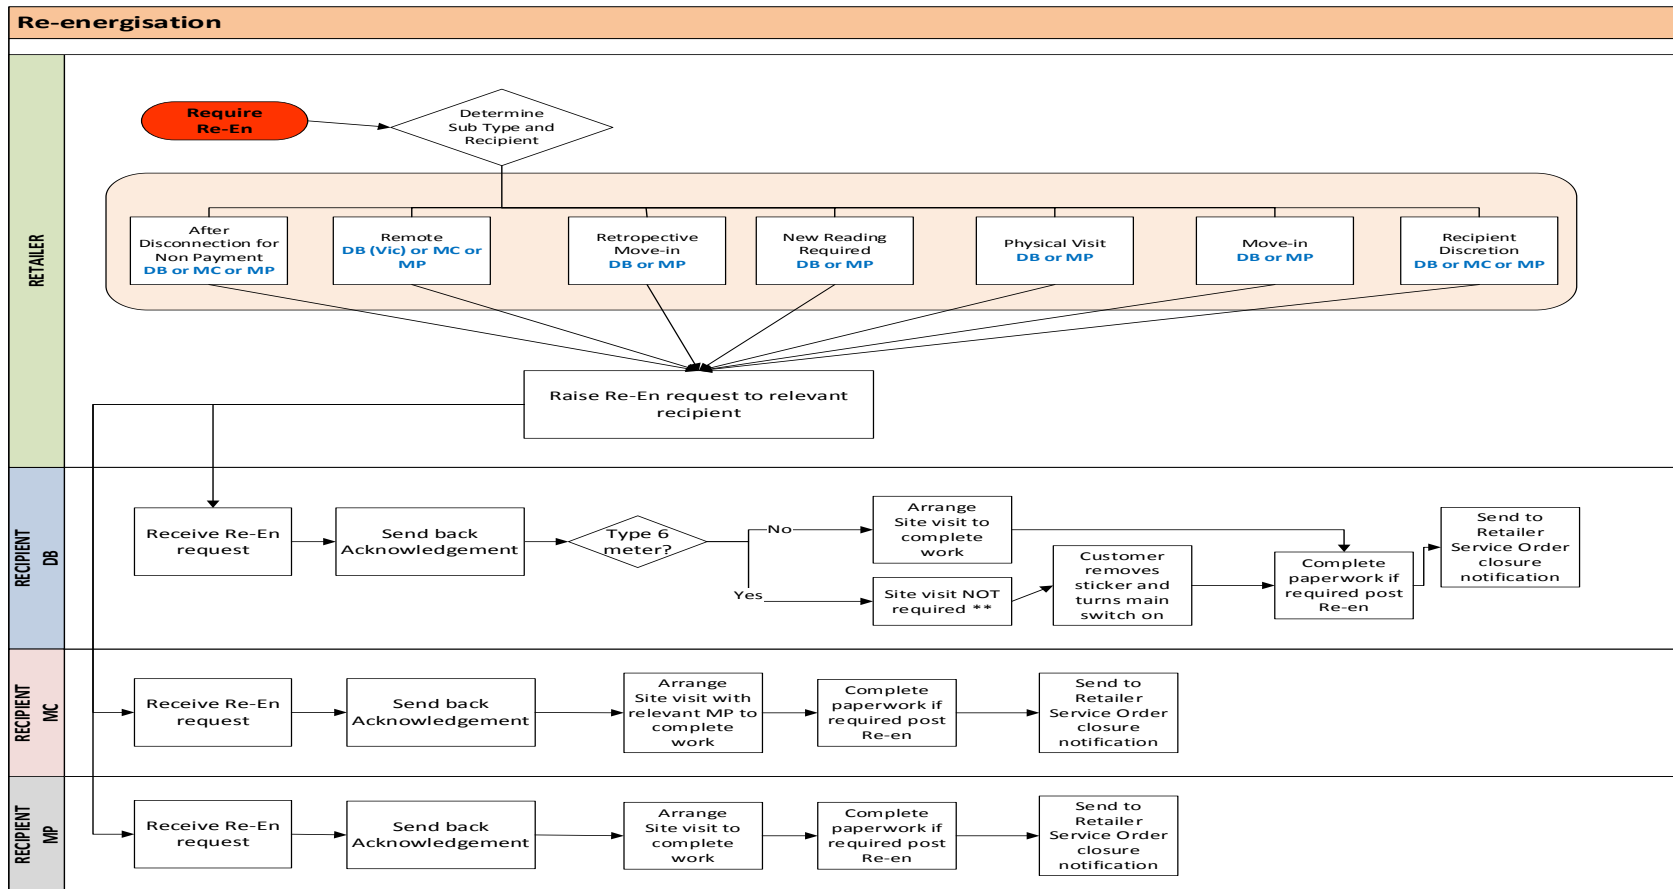 Re-energisation
RETAILER
Require
Re-En
Determine
Sub Type and
Recipient
After
Disconnection for
Non Payment
DB or MC or MP
Remote
DB (Vic) or MC or
MP
Retropective
Move-in
DB or MP
New Reading
Required
DB or MP
Physical Visit
DB or MP
Move-in
DB or MP
Recipient
Discretion
DB or MC or MP
Raise Re-En request to relevant
recipient
RECIPIENT
DB
Receive Re-En
request
Send back
Acknowledgement
Type 6
meter?
No
Arrange
Site visit to
complete
work
Yes
Site visit NOT
required **
Customer
removes
sticker and
turns main
switch on
Complete
paperwork if
required post
Re-en
Send to
Retailer
Service Order
closure
notification
RECIPIENT
MC
Receive Re-En
request
Send back
Acknowledgement
Arrange
Site visit with
relevant MP to
complete
work
Complete
paperwork if
required post
Re-en
Send to
Retailer
Service Order
closure
notification
RECIPIENT
MP
Receive Re-En
request
Send back
Acknowledgement
Arrange
Site visit to
complete
work
Complete
paperwork if
required post
Re-en
Send to
Retailer
Service Order
closure
notification